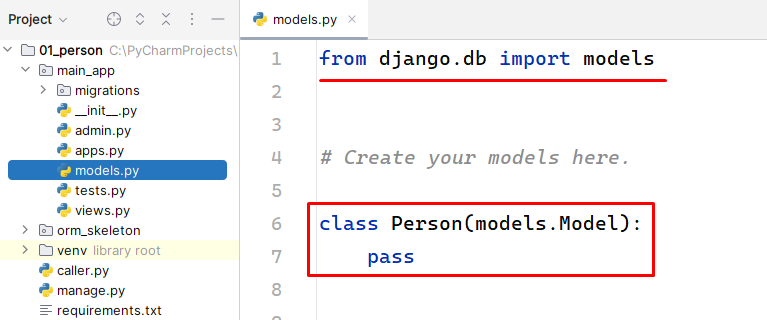 Project
models.py
01_person C:\PyCharmProjects\
main_app
migrations
__init__.py
admin.py
apps.py
models.py
tests.py
views.py
orm_skeleton
venv library root
caller.py
manage.py
requirements.txt
1 from django.db import models
2
3
4 # Create your models here.
5
6 class Person(models.Model):
7 pass
8